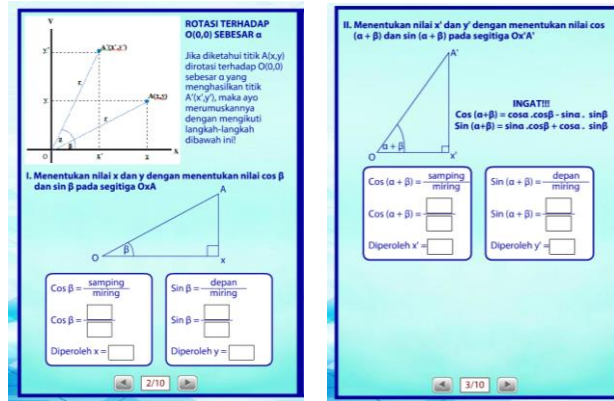 ROTASI TERHADAP
O(0,0) SEBESAR α
Jika diketahui titik A(x,y)
dirotasi terhadap O(0,0)
sebesar α yang
menghasilkan titik
A'(x',y'), maka ayo
merumuskannya
dengan mengikuti
langkah-langkah
dibawah ini!
Y
y'
A'(x',y')
r
y
A(x,y)
r
α
β
O
x'
x
X
I. Menentukan nilai x dan y dengan menentukan nilai cos β
dan sin β pada segitiga OxA
A
O
β
x
Cos β = samping
miring
Cos β =
Diperoleh x =
Sin β = depan
miring
Sin β =
Diperoleh y =
2/10
II. Menentukan nilai x' dan y' dengan menentukan nilai cos
(α + β) dan sin (α + β) pada segitiga Ox'A'
A'
α + β
O
x'
INGAT!!!
Cos (α+β) = cosα .cosβ - sinα . sinβ
Sin (α+β) = sinα .cosβ + cosα . sinβ
Cos (α + β) = samping
miring
Cos (α + β) =
Diperoleh x' =
Sin (α + β) = depan
miring
Sin (α + β) =
Diperoleh y' =
3/10